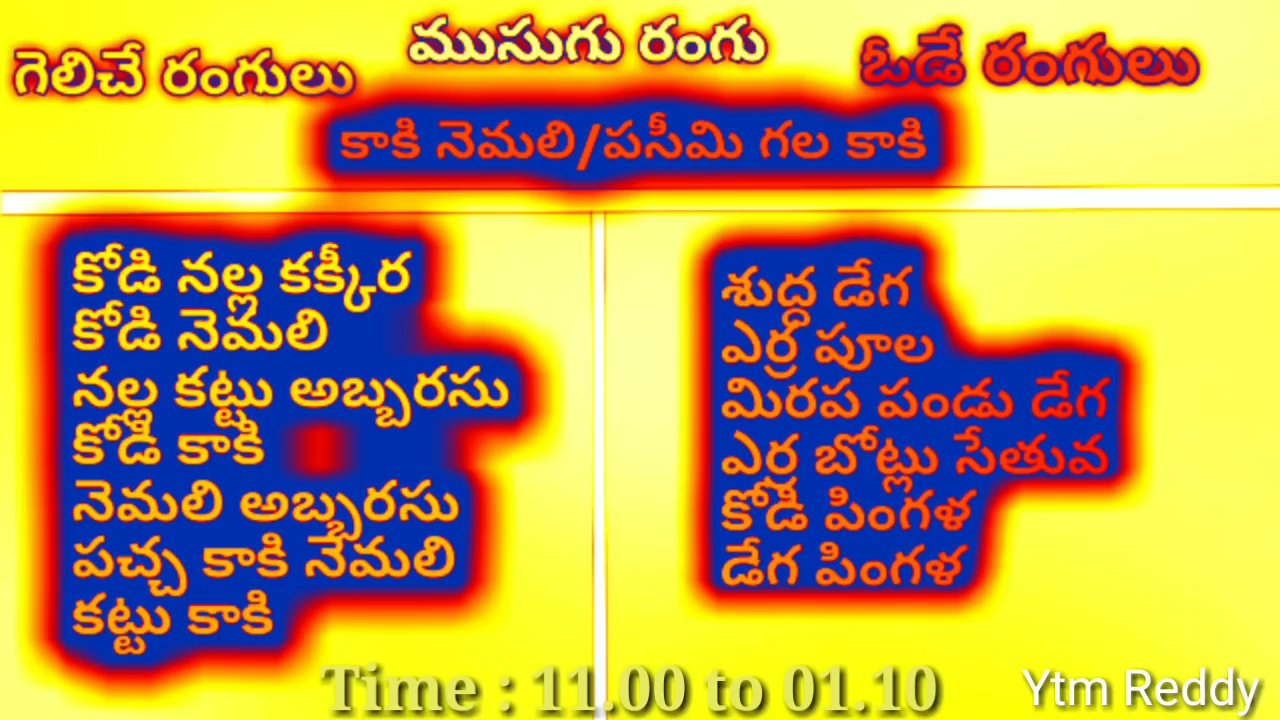 గెలిచే రంగులు
ముసుగు రంగు
ఓడే రంగులు
కాకి నెమలి/పసీమి గల కాకి
కోడి నల్ల కక్కీర
కోడి నెమలి
నల్ల కట్టు అబ్బరసు
కోడి కాకి
నెమలి అబ్బరసు
పచ్చ కాకి నెమలి
కట్టు కాకి
శుద్ధ డేగ
ఎర్ర పూల
మిరప పండు డేగ
ఎర్ర బోట్లు సేతువ
కోడి పింగళ
డేగ పింగళ
Time : 11.00 to 01.10
Ytm Reddy